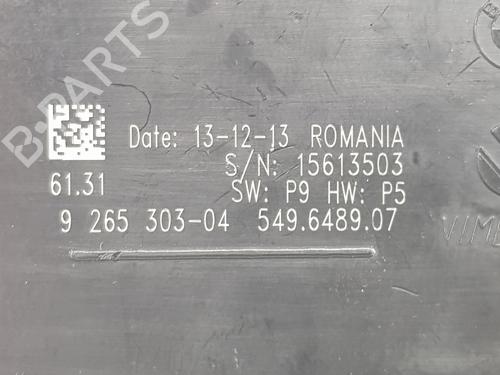 B-PARTS
Date: 13-12-13 ROMANIA
S/N: 15613503
61.31
SW: P9 HW: P5
9 265 303-04 549.6489.07